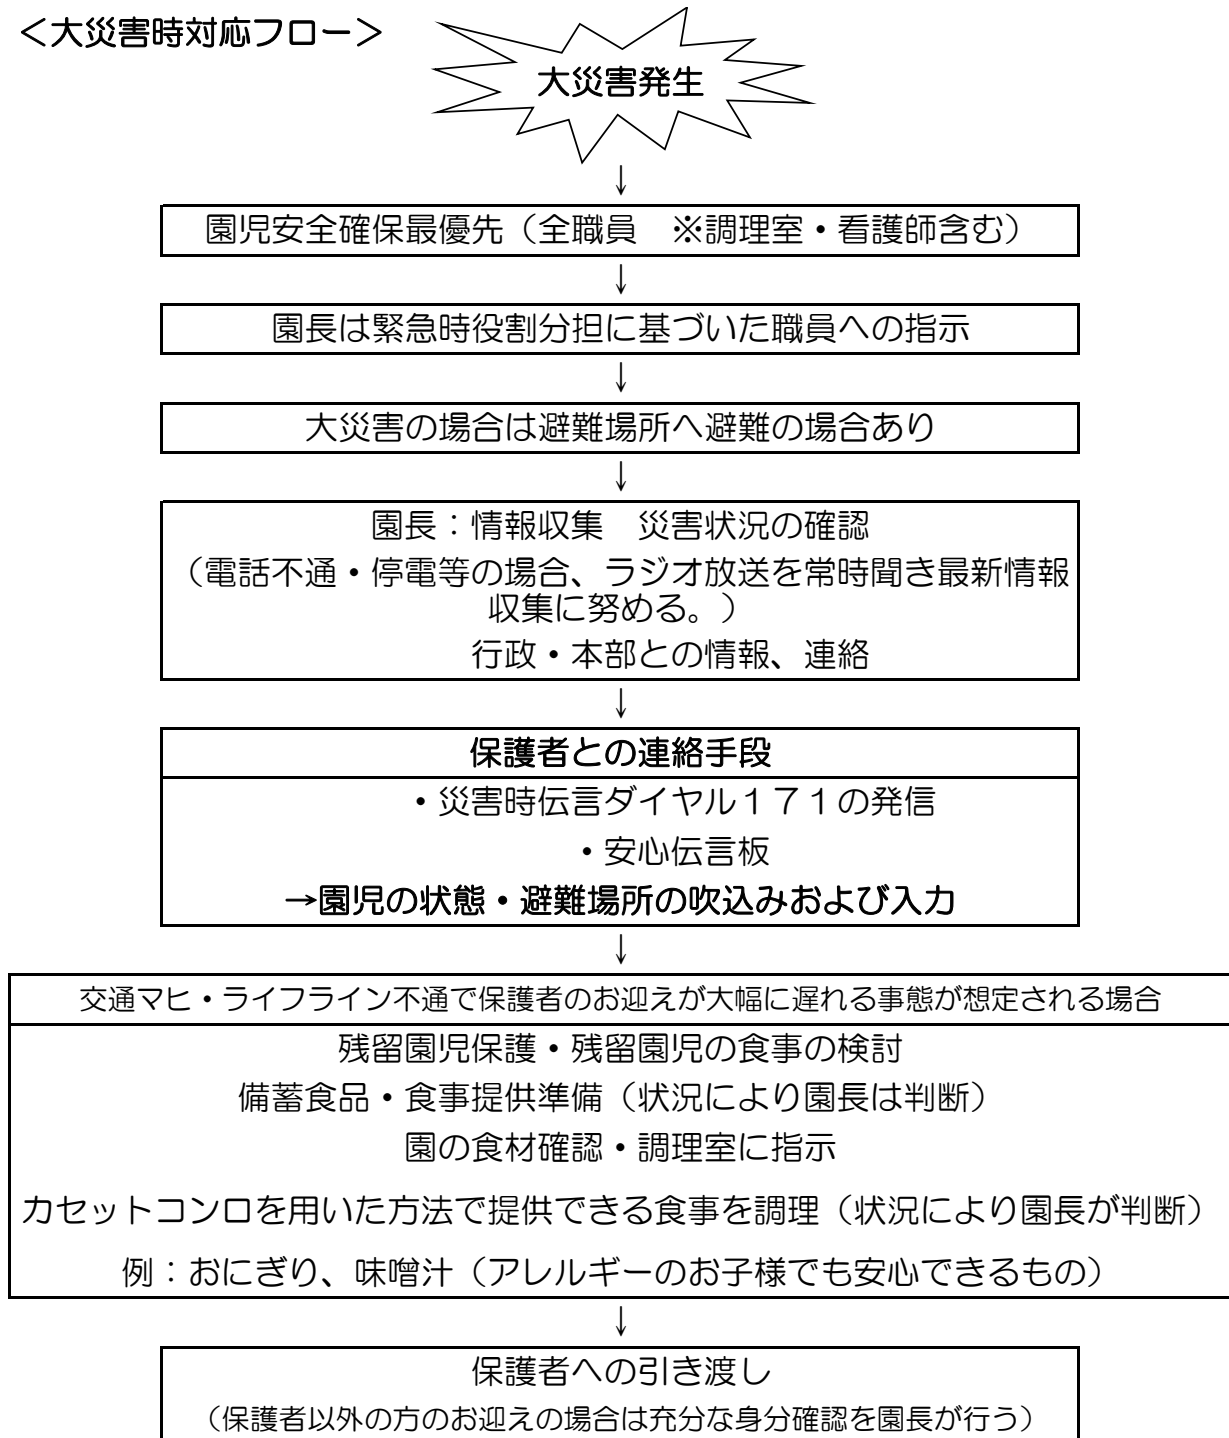 ＜大災害時対応フロー＞
大災害発生
↓
園児安全確保最優先（全職員　※調理室・看護師含む）
↓
園長は緊急時役割分担に基づいた職員への指示
↓
大災害の場合は避難場所へ避難の場合あり
↓
園長：情報収集　災害状況の確認
（電話不通・停電等の場合、ラジオ放送を常時聞き最新情報
収集に努める。）
行政・本部との情報、連絡
↓
保護者との連絡手段
・災害時伝言ダイヤル１７１の発信
・安心伝言板
→園児の状態・避難場所の吹込みおよび入力
↓
交通マヒ・ライフライン不通で保護者のお迎えが大幅に遅れる事態が想定される場合
残留園児保護・残留園児の食事の検討
備蓄食品・食事提供準備（状況により園長は判断）
園の食材確認・調理室に指示
カセットコンロを用いた方法で提供できる食事を調理（状況により園長が判断）
例：おにぎり、味噌汁（アレルギーのお子様でも安心できるもの）
↓
保護者への引き渡し
（保護者以外の方のお迎えの場合は充分な身分確認を園長が行う）